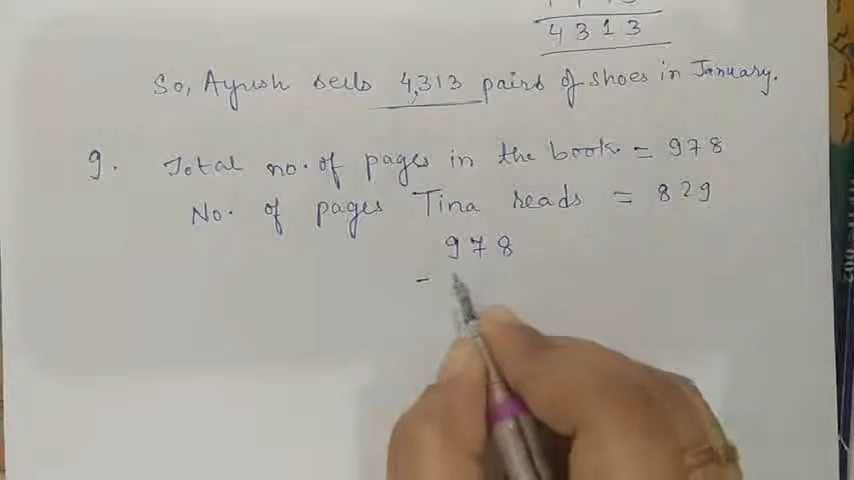 4313
So, Ayush sells 4,313 pairs of shoes in January.
9. Total no. of pages in the book = 978
No. of pages Tina reads = 829
978
-